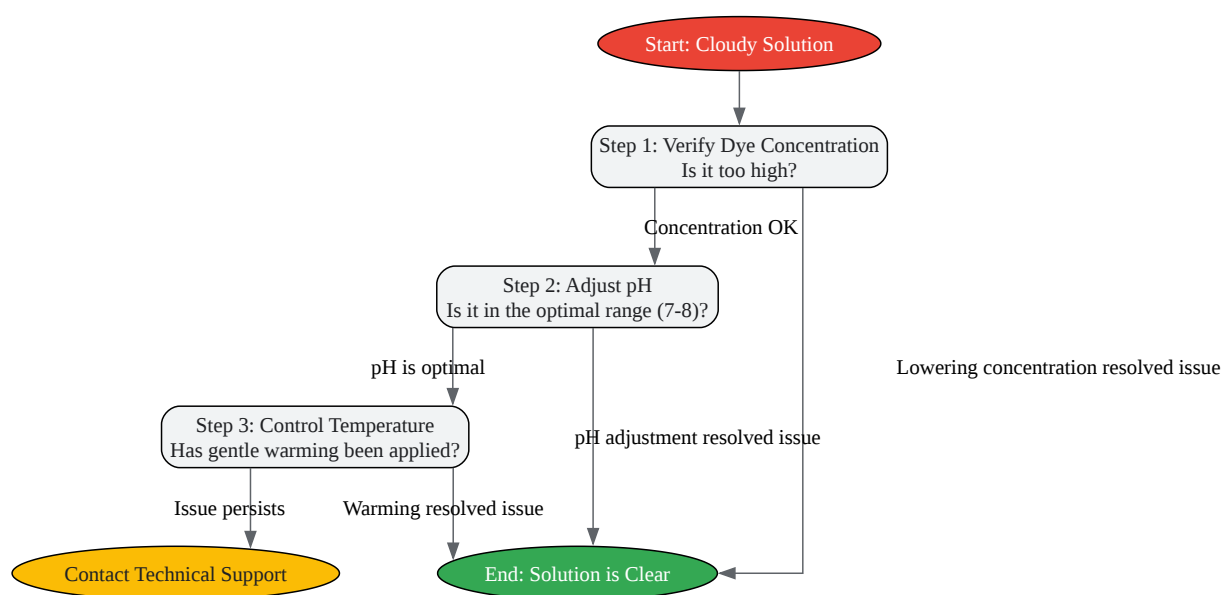 Start: Cloudy Solution
Step 1: Verify Dye Concentration
Is it too high?
Concentration OK
Step 2: Adjust pH
Is it in the optimal range (7-8)?
pH is optimal
Lowering concentration resolved issue
Step 3: Control Temperature
Has gentle warming been applied?
pH adjustment resolved issue
Issue persists
Warming resolved issue
Contact Technical Support
End: Solution is Clear